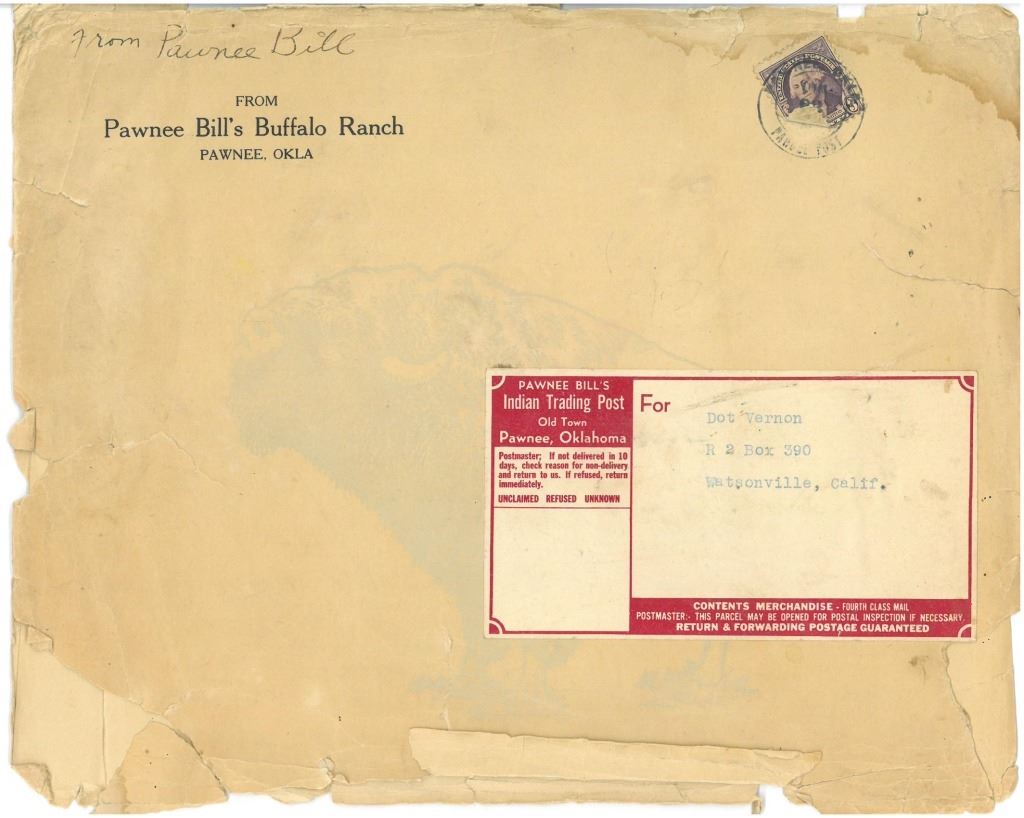 From Pawnee Bill
FROM
Pawnee Bill's Buffalo Ranch
PAWNEE, OKLA
PARCEL POST
PAWNEE BILL'S
Indian Trading Post
Old Town
Pawnee, Oklahoma
Postmaster; If not delivered in 10
days, check reason for non-delivery
and return to us. If refused, return
immediately.
UNCLAIMED REFUSED UNKNOWN
For
Dot Vernon
R 2 Box 390
Watsonville, Calif.
CONTENTS MERCHANDISE - FOURTH CLASS MAIL
POSTMASTER:- THIS PARCEL MAY BE OPENED FOR POSTAL INSPECTION IF NECESSARY
RETURN & FORWARDING POSTAGE GUARANTEED